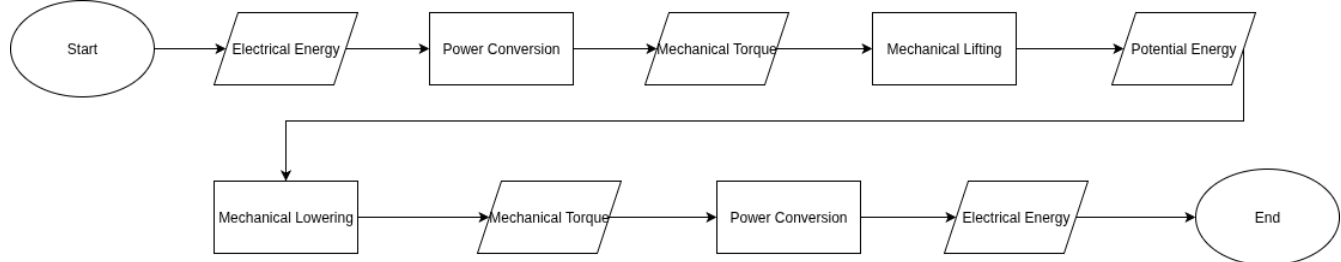 Start
Electrical Energy
Power Conversion
Mechanical Torque
Mechanical Lifting
Potential Energy
Mechanical Lowering
Mechanical Torque
Power Conversion
Electrical Energy
End